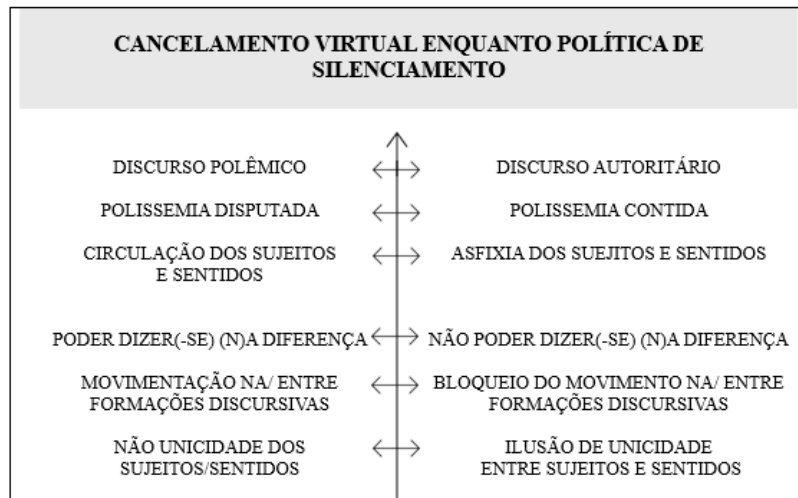 CANCELAMENTO VIRTUAL ENQUANTO POLÍTICA DE
SILENCIAMENTO
DISCURSO POLÊMICO
DISCURSO AUTORITÁRIO
POLISSEMIA DISPUTADA
POLISSEMIA CONTIDA
CIRCULAÇÃO DOS SUJEITOS
E SENTIDOS
ASFIXIA DOS SUEJITOS E SENTIDOS
PODER DIZER(-SE) (N)A DIFERENÇA
NÃO PODER DIZER(-SE) (N)A DIFERENÇA
MOVIMENTAÇÃO NA/ ENTRE
FORMAÇÕES DISCURSIVAS
BLOQUEIO DO MOVIMENTO NA/ ENTRE
FORMAÇÕES DISCURSIVAS
NÃO UNICIDADE DOS
SUJEITOS/SENTIDOS
ILUSÃO DE UNICIDADE
ENTRE SUJEITOS E SENTIDOS